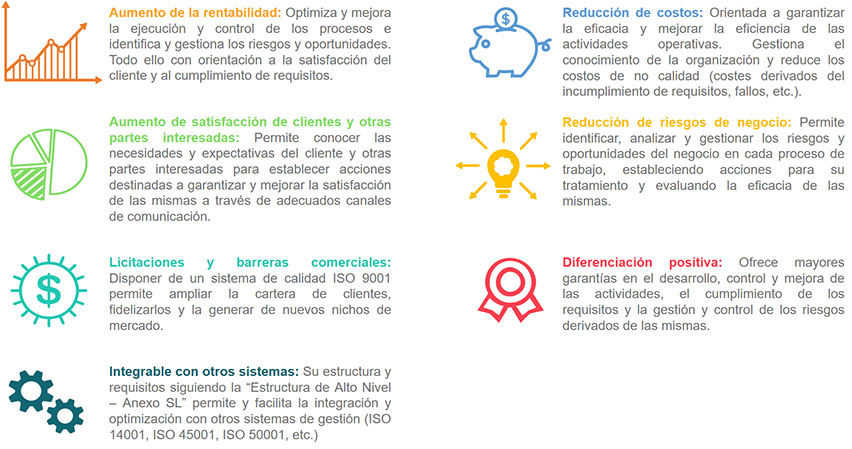 Aumento de la rentabilidad: Optimiza y mejora
la ejecución y control de los procesos e
identifica y gestiona los riesgos y oportunidades.
Todo ello con orientación a la satisfacción del
cliente y al cumplimiento de requisitos.
$
Reducción de costos: Orientada a garantizar
la eficacia y mejorar la eficiencia de las
actividades operativas. Gestiona el
conocimiento de la organización y reduce los
costos de no calidad (costes derivados del
incumplimiento de requisitos, fallos, etc.).
Aumento de satisfacción de clientes y otras
partes interesadas: Permite conocer las
necesidades y expectativas del cliente y otras
partes interesadas para establecer acciones
destinadas a garantizar y mejorar la satisfacción
de las mismas a través de adecuados canales
de comunicación.
Reducción de riesgos de negocio: Permite
identificar, analizar y gestionar los riesgos y
oportunidades del negocio en cada proceso de
trabajo, estableciendo acciones para su
tratamiento y evaluando la eficacia de las
mismas.
$
Licitaciones y barreras comerciales:
Disponer de un sistema de calidad ISO 9001
permite ampliar la cartera de clientes,
fidelizarlos y la generar de nuevos nichos de
mercado.
Diferenciación positiva: Ofrece mayores
garantías en el desarrollo, control y mejora de
las actividades, el cumplimiento de los
requisitos y la gestión y control de los riesgos
derivados de las mismas.
Integrable con otros sistemas: Su estructura y
requisitos siguiendo la “Estructura de Alto Nivel
– Anexo SL” permite y facilita la integración y
optimización con otros sistemas de gestión (ISO
14001, ISO 45001, ISO 50001, etc.)